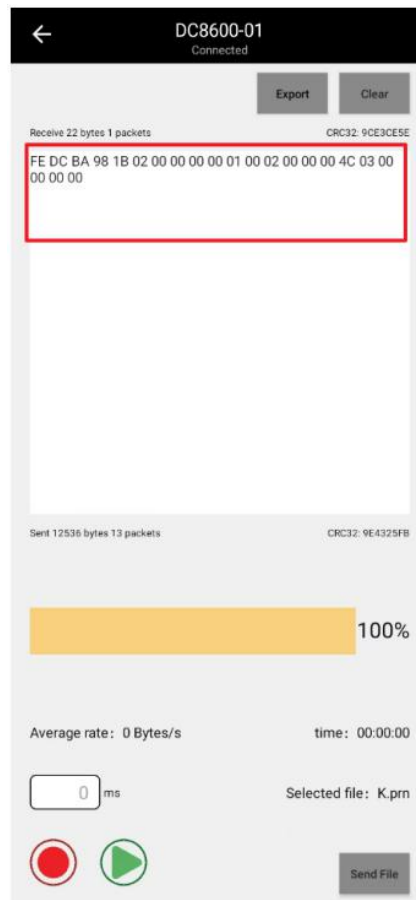 DC8600-01
Connected
Export Clear
Receive 22 bytes 1 packets CRC32: 9CE3CE5E
FE DC BA 98 1B 02 00 00 00 00 01 00 02 00 00 00 4C 03 00
00 00 00
Sent 12536 bytes 13 packets CRC32: 9E4325FB
100%
Average rate: 0 Bytes/s time: 00:00:00
0 ms Selected file: K.prn
Send File